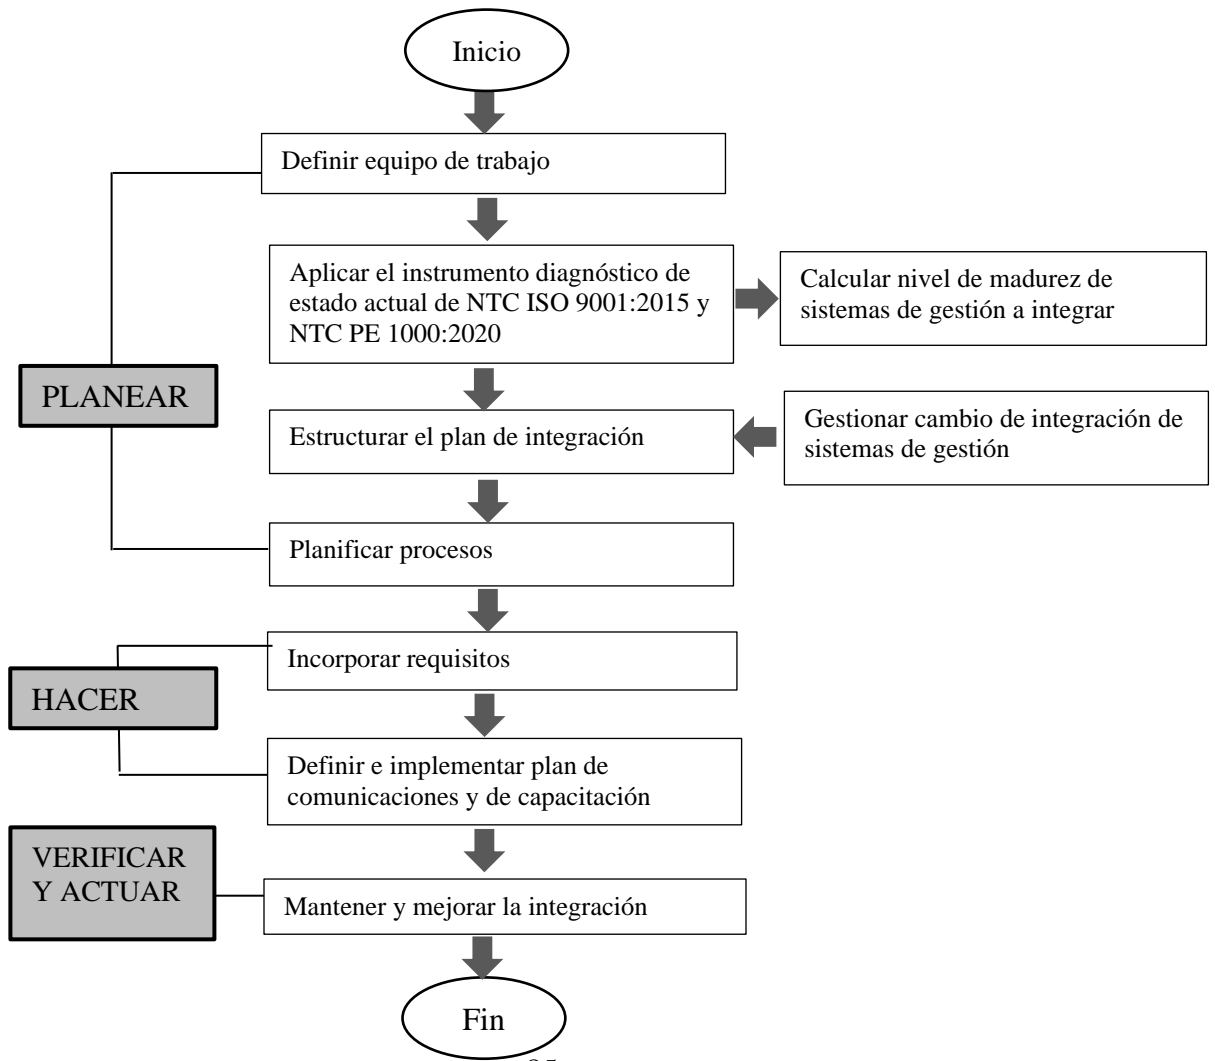 Inicio
Definir equipo de trabajo
Aplicar el instrumento diagnóstico de
estado actual de NTC ISO 9001:2015 y
NTC PE 1000:2020
Calcular nivel de madurez de
sistemas de gestión a integrar
PLANEAR
Estructurar el plan de integración
Gestionar cambio de integración de
sistemas de gestión
Planificar procesos
Incorporar requisitos
HACER
Definir e implementar plan de
comunicaciones y de capacitación
VERIFICAR
Y ACTUAR
Mantener y mejorar la integración
Fin